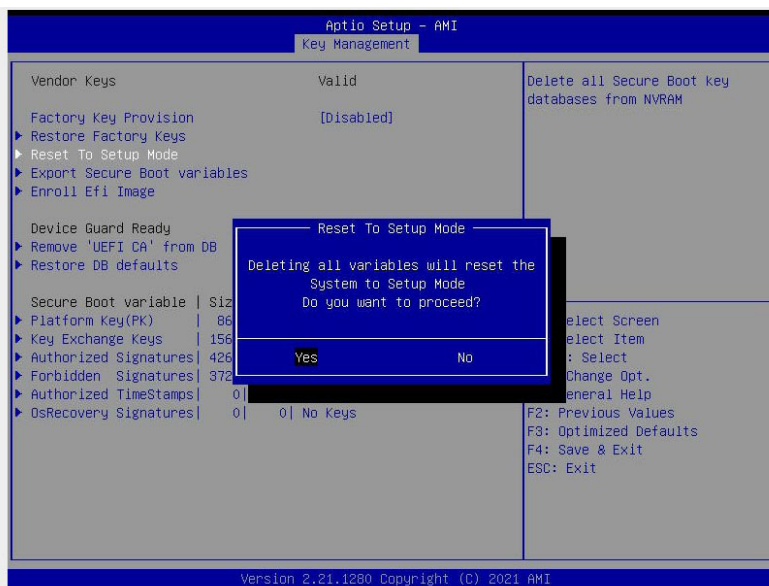 Aptio Setup – AMI
Key Management
Vendor Keys Valid
Factory Key Provision [Disabled]
Restore Factory Keys
Reset To Setup Mode
Export Secure Boot variables
Enroll Efi Image
Device Guard Ready
Remove 'UEFI CA' from DB
Restore DB defaults
Secure Boot variable | Siz
Platform Key(PK) | 86
Key Exchange Keys | 156
Authorized Signatures| 426
Forbidden Signatures| 372
Authorized TimeStamps| 0|
OsRecovery Signatures| 0| 0| No Keys
Reset To Setup Mode
Deleting all variables will reset the
System to Setup Mode
Do you want to proceed?
Yes No
Delete all Secure Boot key
databases from NVRAM
elect Screen
elect Item
: Select
Change Opt.
eneral Help
F2: Previous Values
F3: Optimized Defaults
F4: Save & Exit
ESC: Exit
Version 2.21.1280 Copyright (C) 2021 AMI